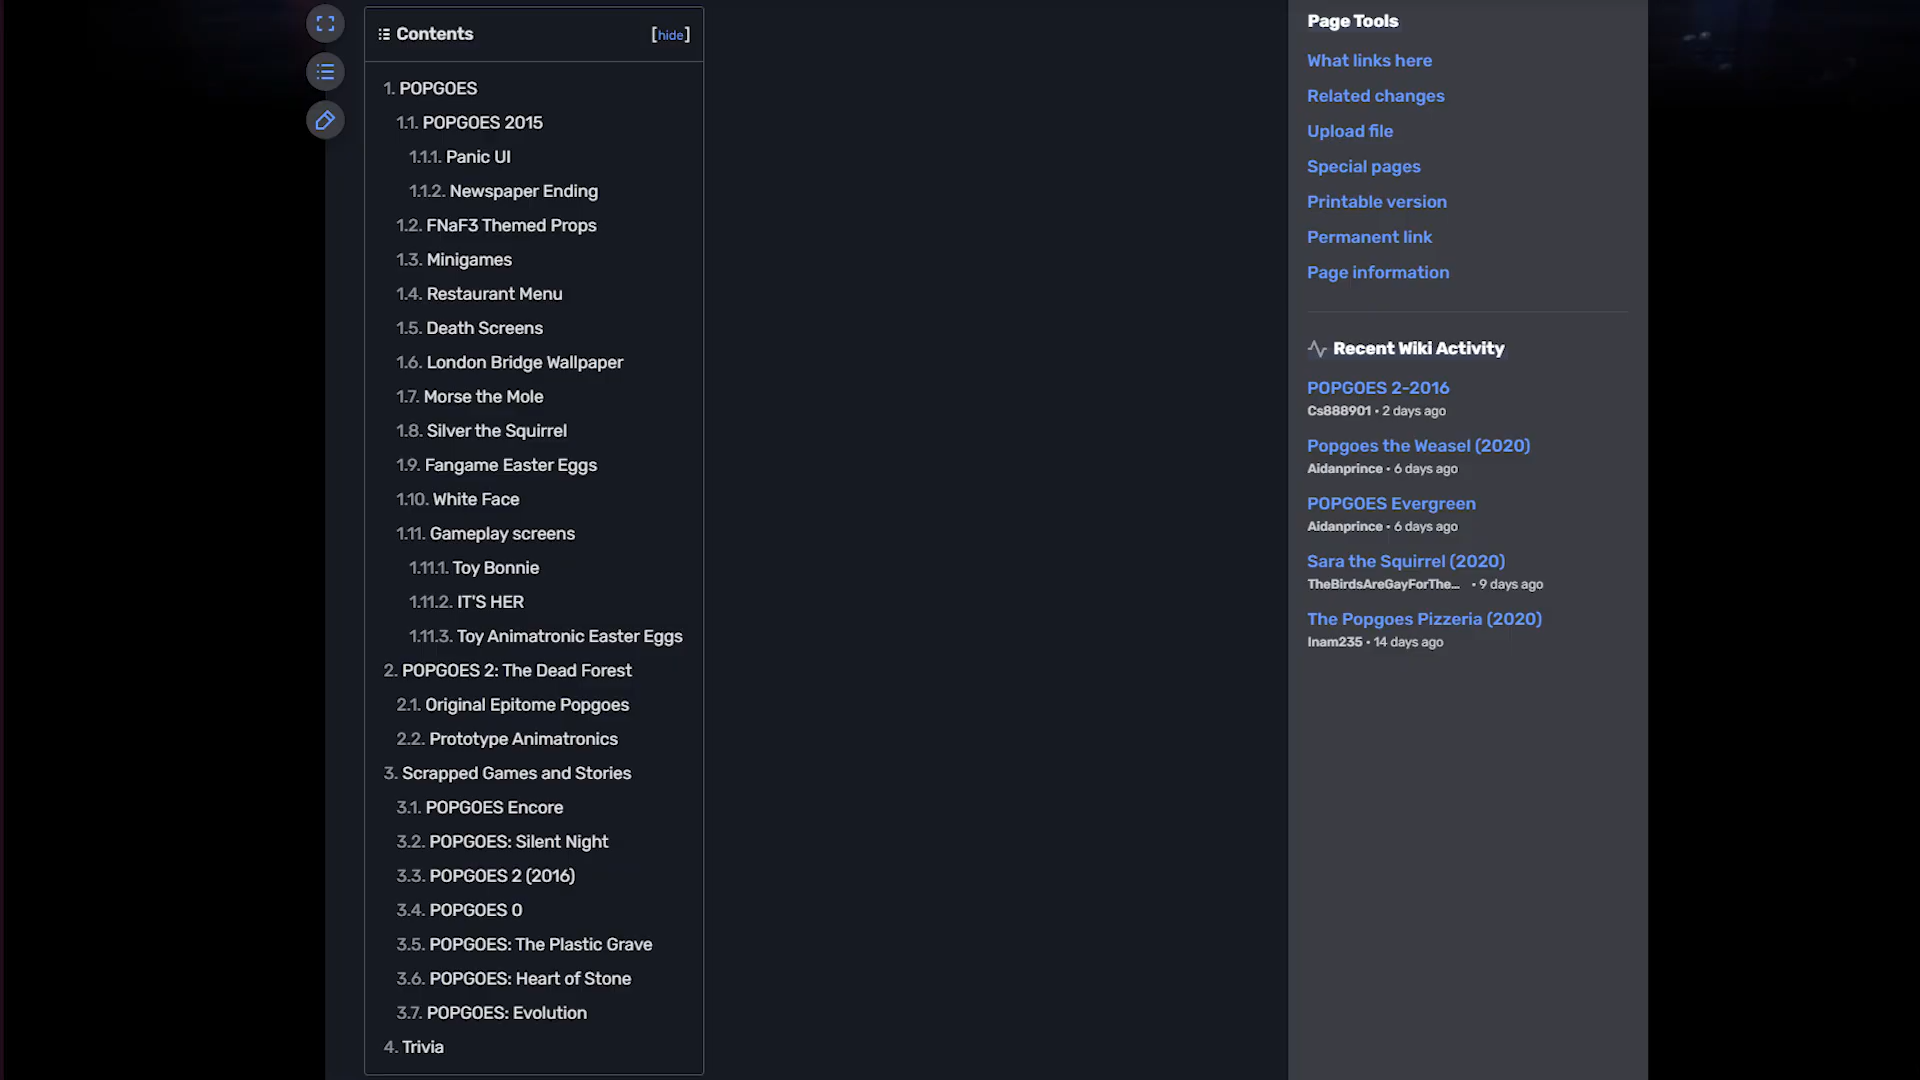 Contents [hide]
1. POPGOES
1.1. POPGOES 2015
1.1.1. Panic UI
1.1.2. Newspaper Ending
1.2. FNaF3 Themed Props
1.3. Minigames
1.4. Restaurant Menu
1.5. Death Screens
1.6. London Bridge Wallpaper
1.7. Morse the Mole
1.8. Silver the Squirrel
1.9. Fangame Easter Eggs
1.10. White Face
1.11. Gameplay screens
1.11.1. Toy Bonnie
1.11.2. IT'S HER
1.11.3. Toy Animatronic Easter Eggs
2. POPGOES 2: The Dead Forest
2.1. Original Epitome Popgoes
2.2. Prototype Animatronics
3. Scrapped Games and Stories
3.1. POPGOES Encore
3.2. POPGOES: Silent Night
3.3. POPGOES 2 (2016)
3.4. POPGOES 0
3.5. POPGOES: The Plastic Grave
3.6. POPGOES: Heart of Stone
3.7. POPGOES: Evolution
4. Trivia
Page Tools
What links here
Related changes
Upload file
Special pages
Printable version
Permanent link
Page information
Recent Wiki Activity
POPGOES 2-2016
Cs888901 • 2 days ago
Popgoes the Weasel (2020)
Aidanprince • 6 days ago
POPGOES Evergreen
Aidanprince • 6 days ago
Sara the Squirrel (2020)
TheBirdsAreGayForThe... • 9 days ago
The Popgoes Pizzeria (2020)
Inam235 • 14 days ago